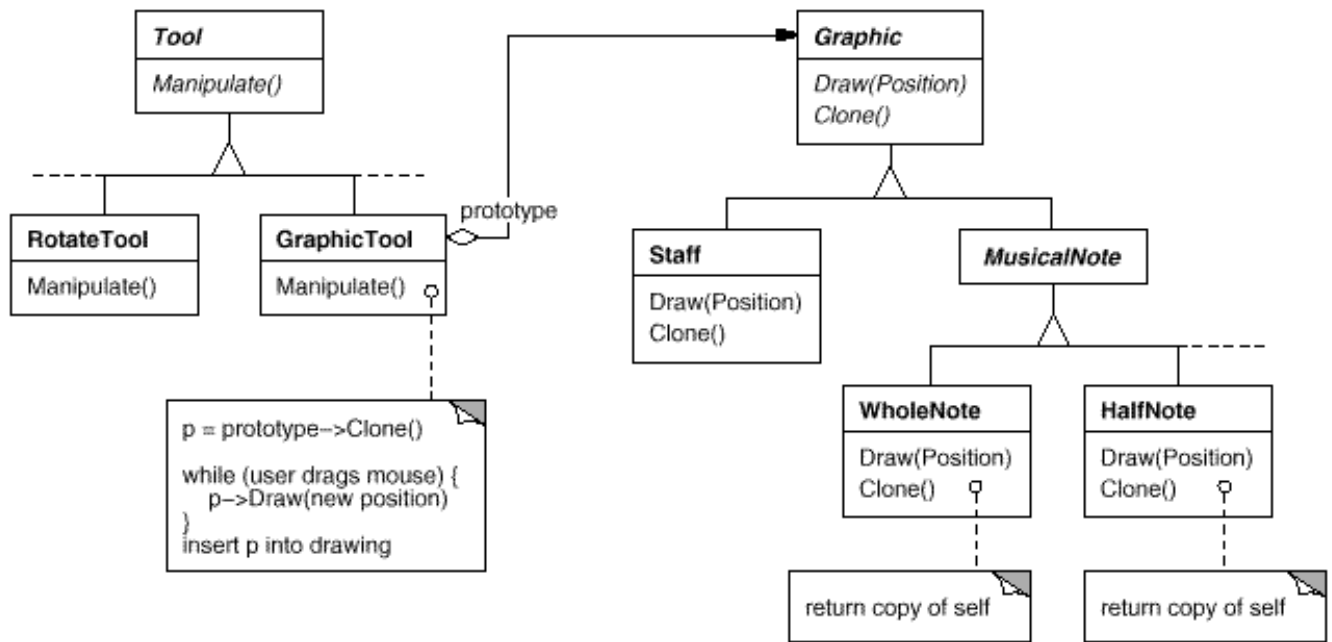 Tool
Manipulate()
Graphic
Draw(Position)
Clone()
prototype
RotateTool
Manipulate()
GraphicTool
Manipulate()
Staff
Draw(Position)
Clone()
MusicalNote
p = prototype–>Clone()
while (user drags mouse) {
p–>Draw(new position)
}
insert p into drawing
WholeNote
Draw(Position)
Clone()
HalfNote
Draw(Position)
Clone()
return copy of self
return copy of self